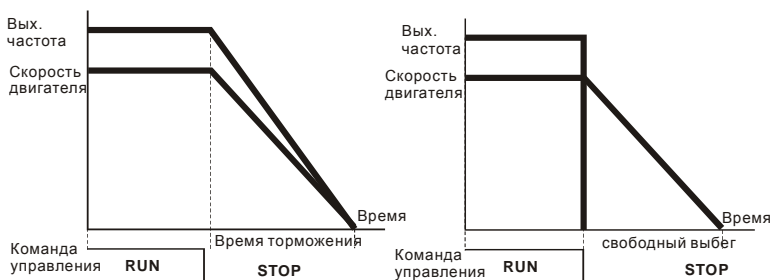 Вых.
частота
Скорость
двигателя
Время
Время торможения
Команда
управления
RUN
STOP
Вых.
частота
Скорость
двигателя
Время
свободный выбег
Команда
управления
RUN
STOP